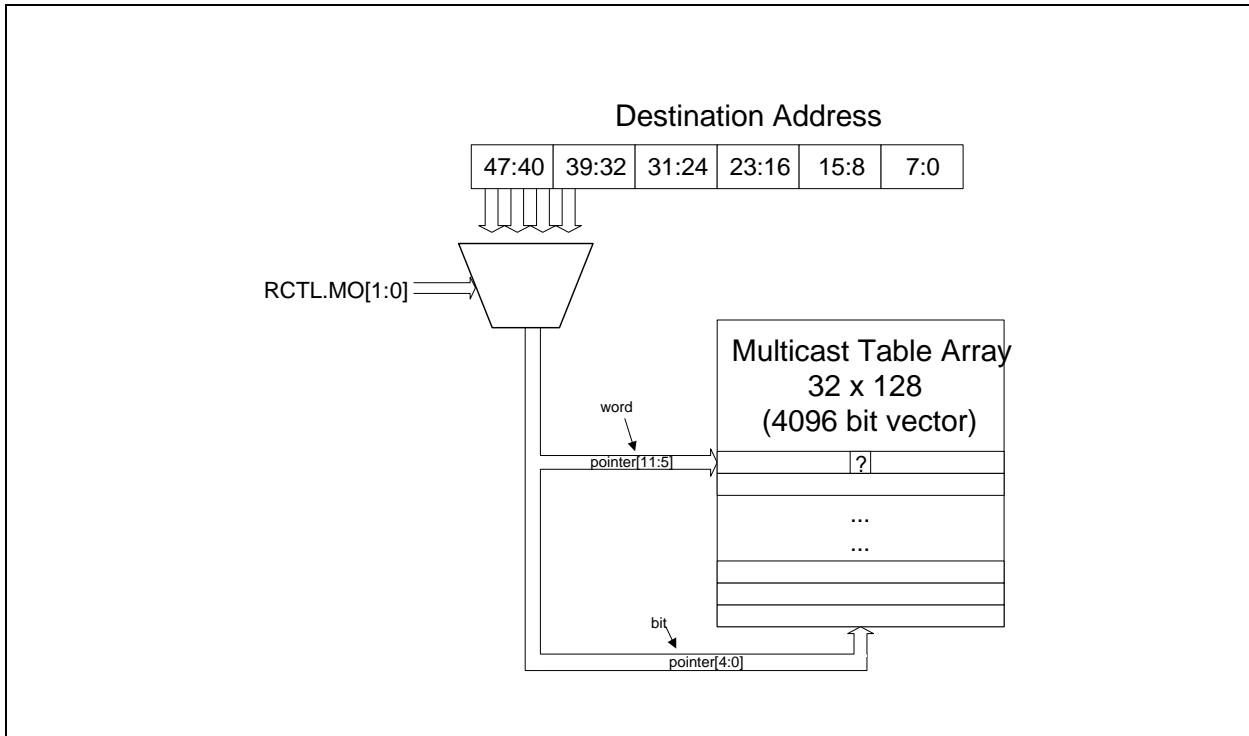 Destination Address
47:40 39:32 31:24 23:16 15:8 7:0
RCTL.MO[1:0]
Multicast Table Array
32 x 128
(4096 bit vector)
word
pointer[11:5]
?
...
...
bit
pointer[4:0]